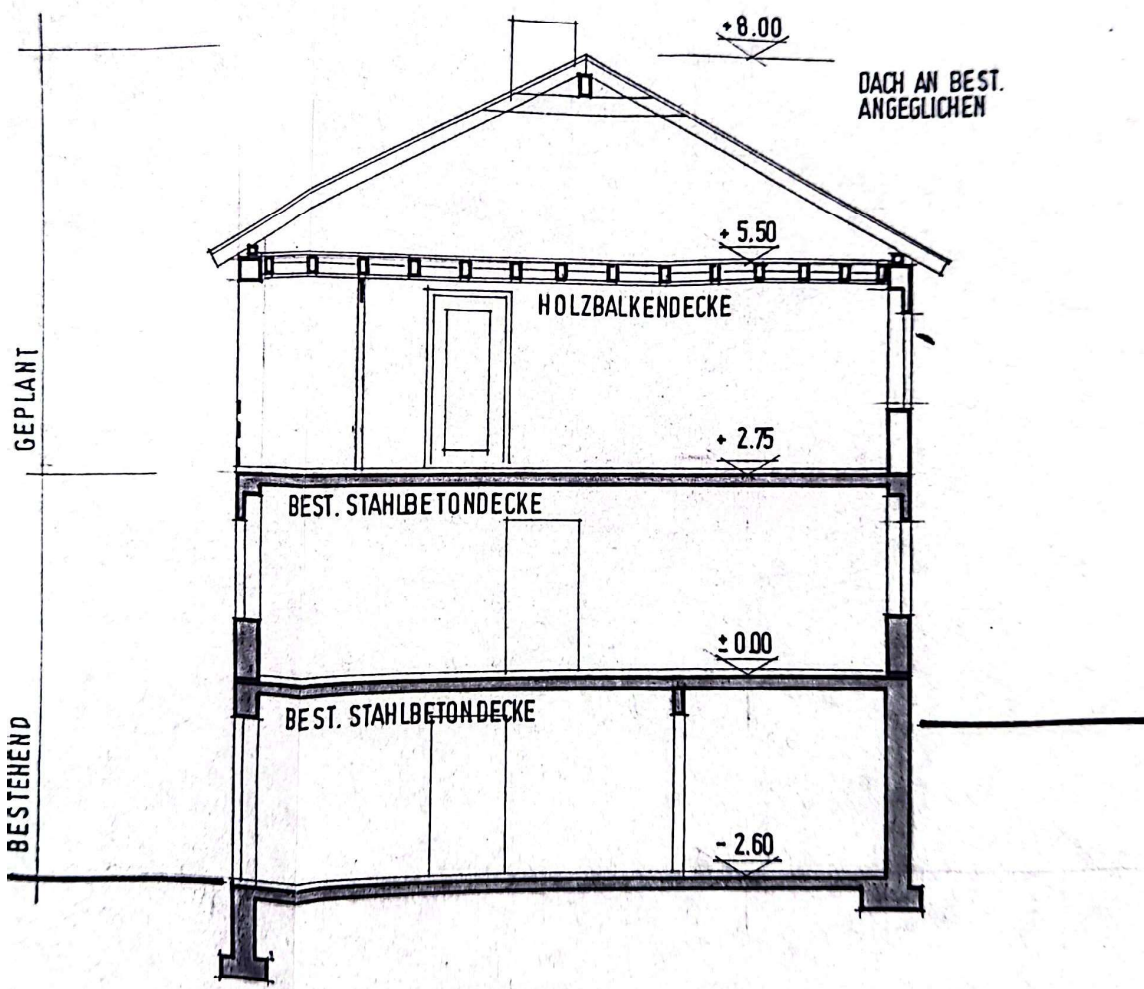 +8.00
DACH AN BEST.
ANGEGLICHEN
+ 5.50
HOLZBALKENDECKE
GEPLANT
+ 2.75
BEST. STAHLBETONDECKE
± 0.00
BEST. STAHLBETONDECKE
BESTEHEND
- 2.60